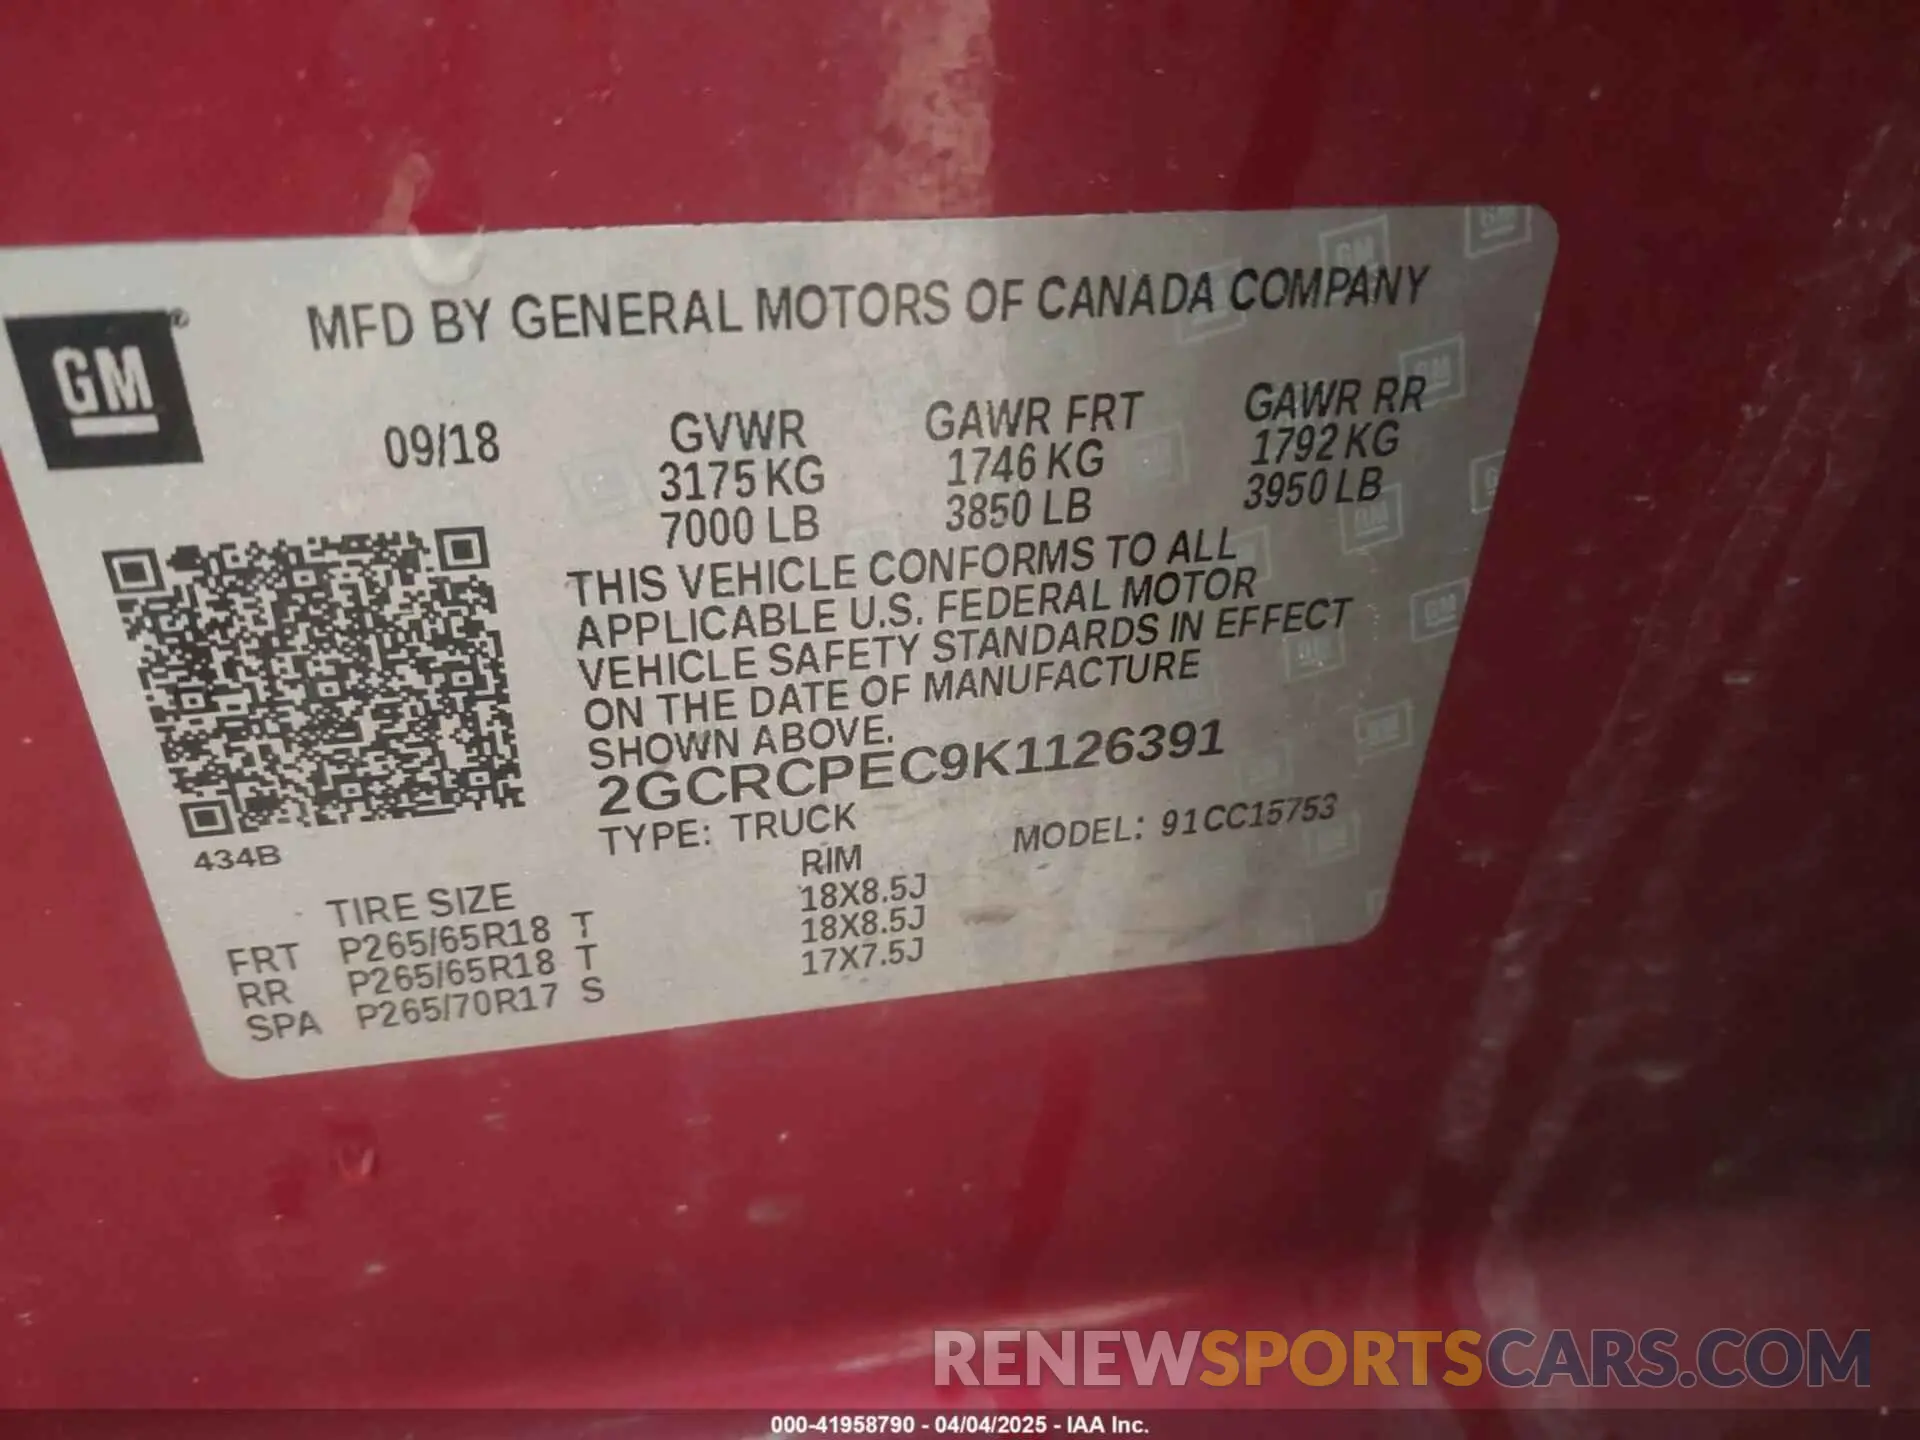 MFD BY GENERAL MOTORS OF CANADA COMPANY
GM
09/18
GVWR GAWR FRT GAWR RR
3175 KG 1746 KG 1792 KG
7000 LB 3850 LB 3950 LB
THIS VEHICLE CONFORMS TO ALL
APPLICABLE U.S. FEDERAL MOTOR
VEHICLE SAFETY STANDARDS IN EFFECT
ON THE DATE OF MANUFACTURE
SHOWN ABOVE.
2GCRCPEC9K1126391
TYPE: TRUCK MODEL: 91CC15753
434B
TIRE SIZE RIM
FRT P265/65R18 T 18X8.5J
RR P265/65R18 T 18X8.5J
SPA P265/70R17 S 17X7.5J
RENEWSPORTSCARS.COM
000-41958790 - 04/04/2025 - IAA Inc.